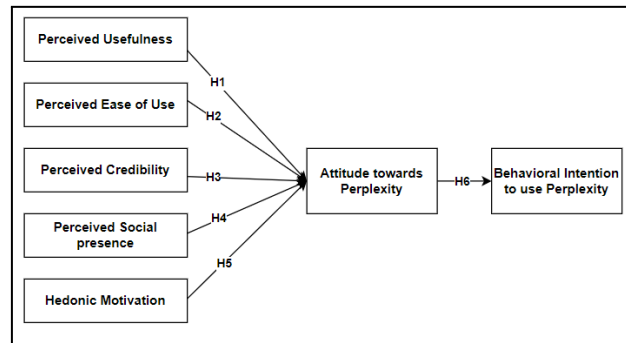 Perceived Usefulness
H1
Perceived Ease of Use
H2
Perceived Credibility
H3
Attitude towards
Perplexity
H6
Behavioral Intention
to use Perplexity
Perceived Social
presence
H4
H5
Hedonic Motivation